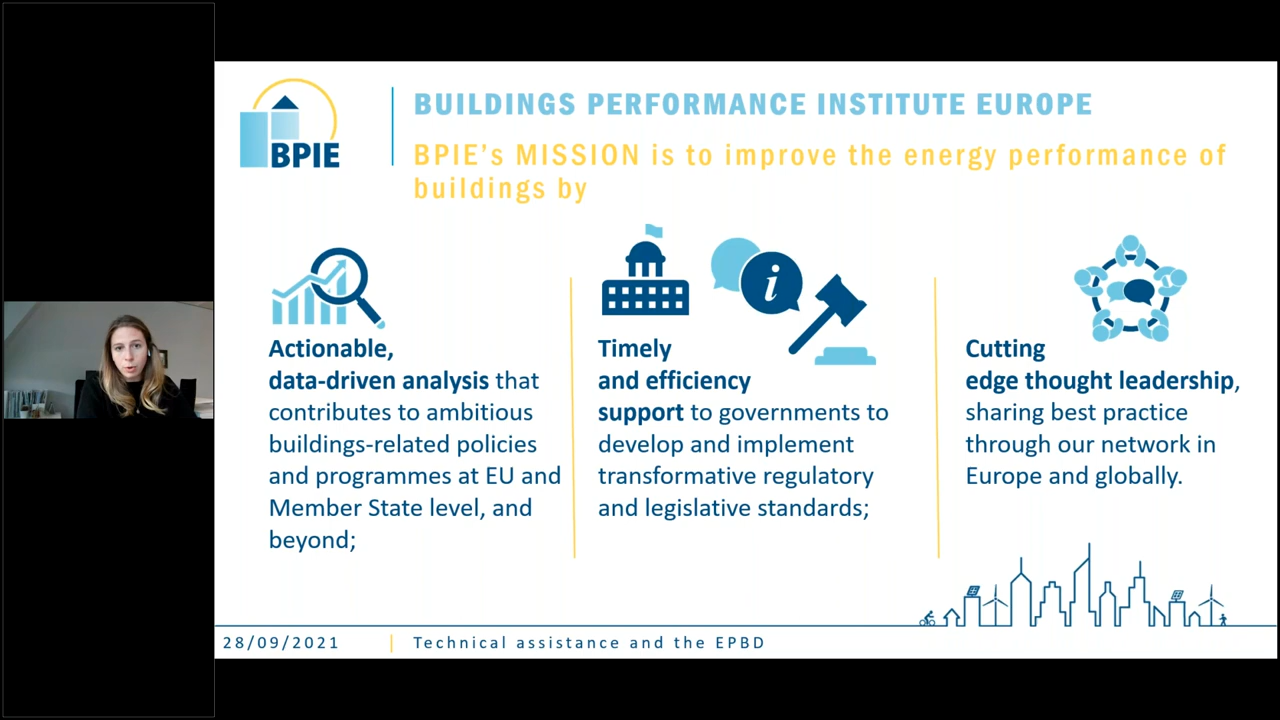 BPIE
BUILDINGS PERFORMANCE INSTITUTE EUROPE
BPIE's MISSION is to improve the energy performance of
buildings by
i
Actionable,
data-driven analysis that
contributes to ambitious
buildings-related policies
and programmes at EU and
Member State level, and
beyond;
Timely
and efficiency
support to governments to
develop and implement
transformative regulatory
and legislative standards;
Cutting
edge thought leadership,
sharing best practice
through our network in
Europe and globally.
28/09/2021
Technical assistance and the EPBD